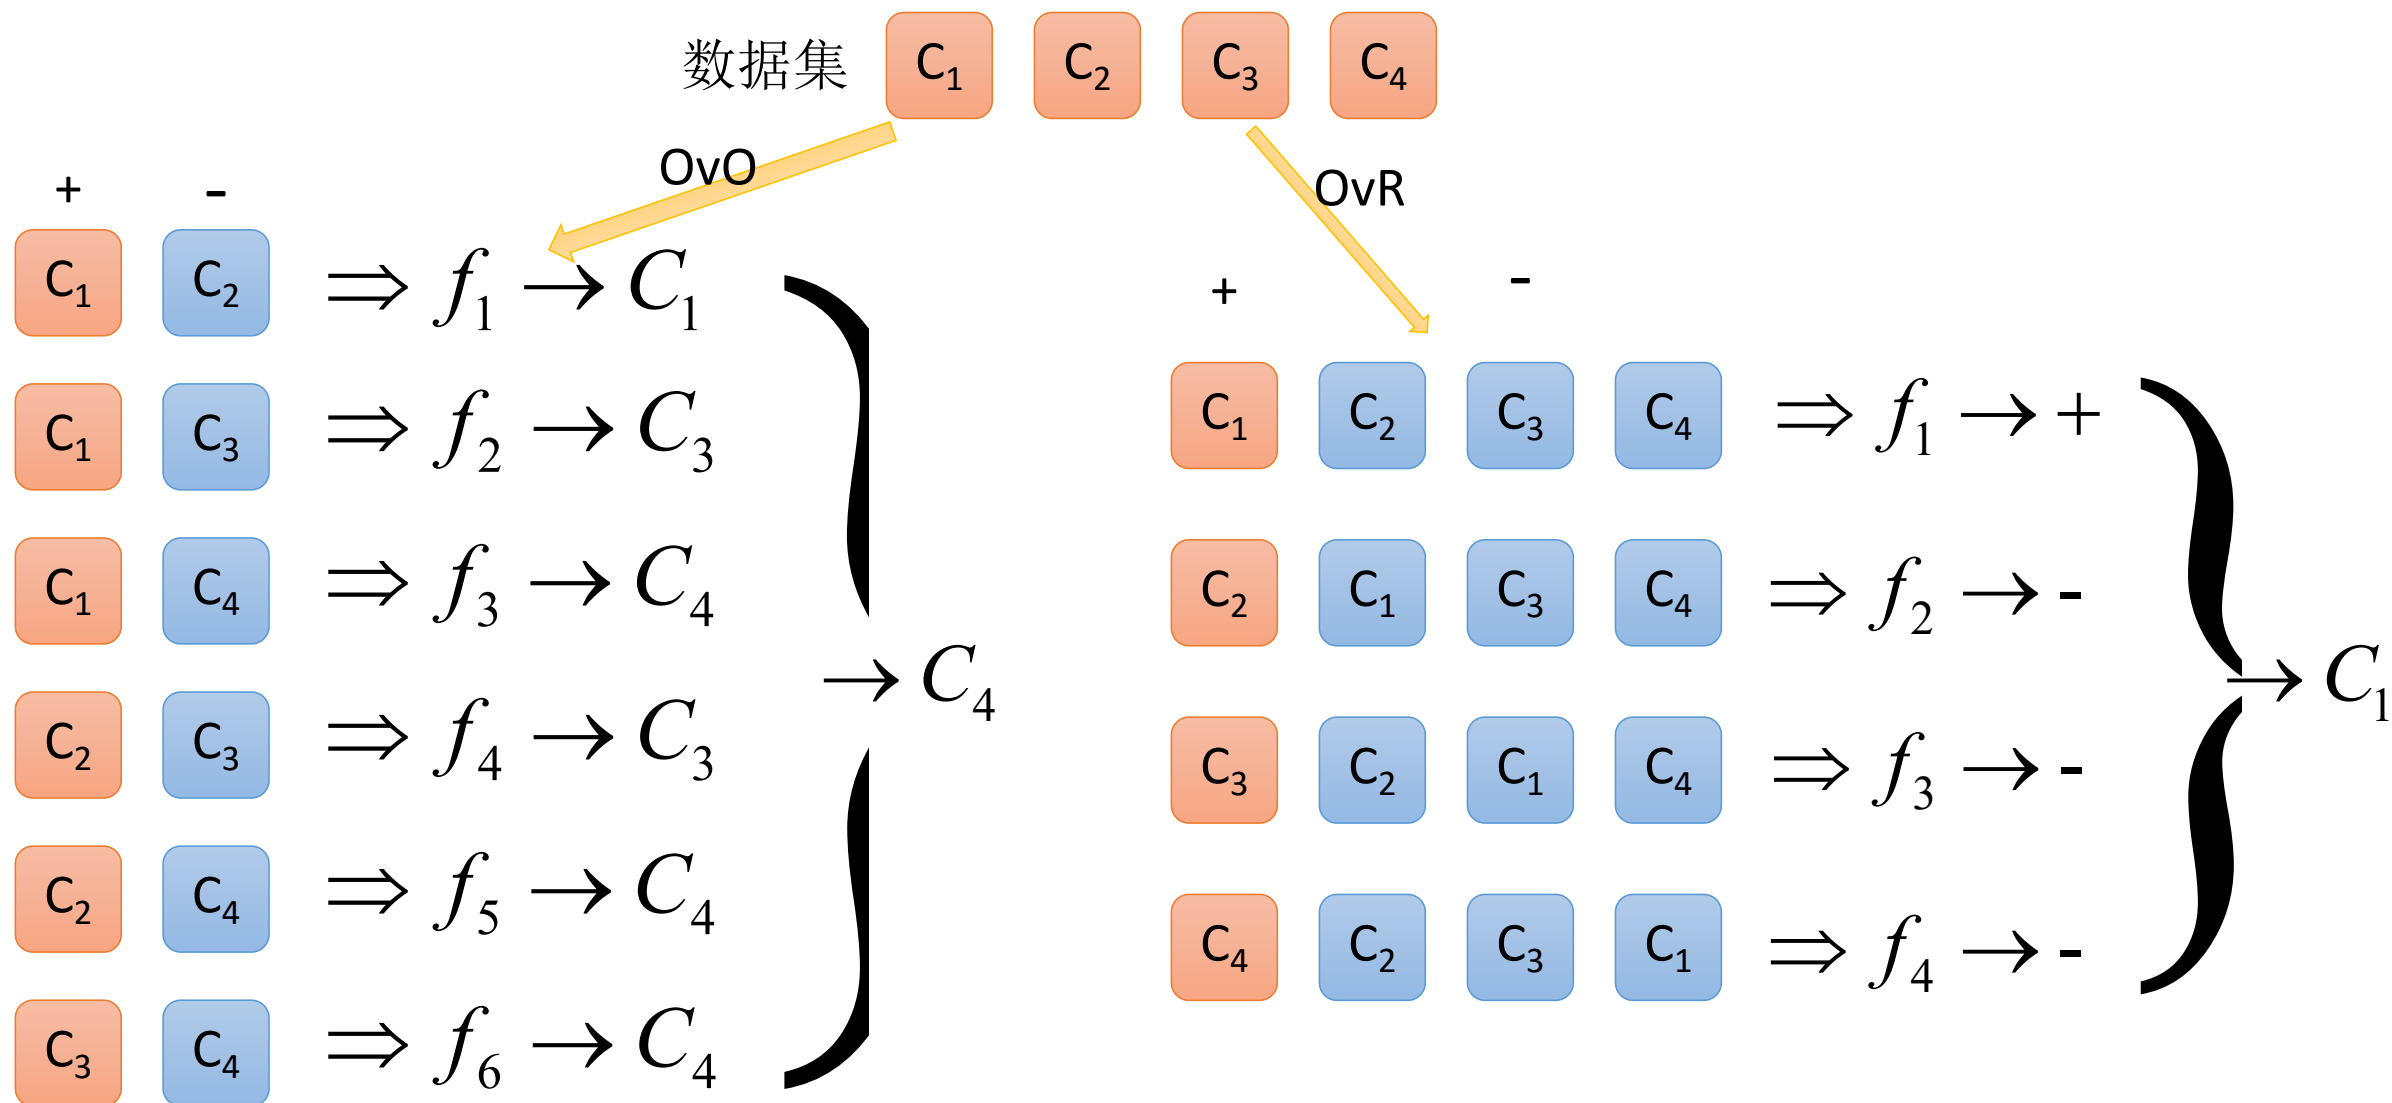 数据集 C₁ C₂ C₃ C₄
OvO
OvR
+ -
C₁ C₂ ⇒ f₁ → C₁
C₁ C₃ ⇒ f₂ → C₃
C₁ C₄ ⇒ f₃ → C₄
C₂ C₃ ⇒ f₄ → C₃
C₂ C₄ ⇒ f₅ → C₄
C₃ C₄ ⇒ f₆ → C₄
→ C₄
+ -
C₁ C₂ C₃ C₄ ⇒ f₁ → +
C₂ C₁ C₃ C₄ ⇒ f₂ → -
C₃ C₂ C₁ C₄ ⇒ f₃ → -
C₄ C₂ C₃ C₁ ⇒ f₄ → -
→ C₁